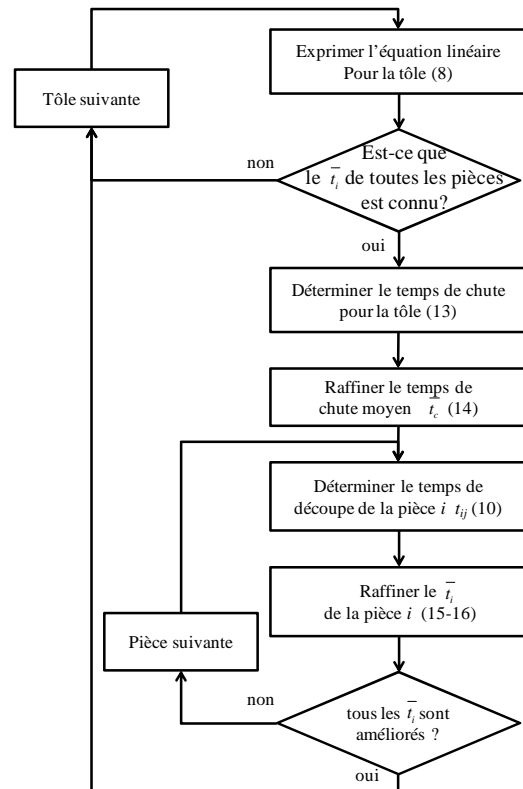 Exprimer l'équation linéaire
Pour la tôle (8)
Tôle suivante
non
Est-ce que
le t̅i de toutes les pièces
est connu?
oui
Déterminer le temps de chute
pour la tôle (13)
Raffiner le temps de
chute moyen t̅c (14)
Déterminer le temps de
découpe de la pièce i tij (10)
Raffiner le t̅i
de la pièce i (15-16)
Pièce suivante
non
tous les t̅i sont
améliorés ?
oui